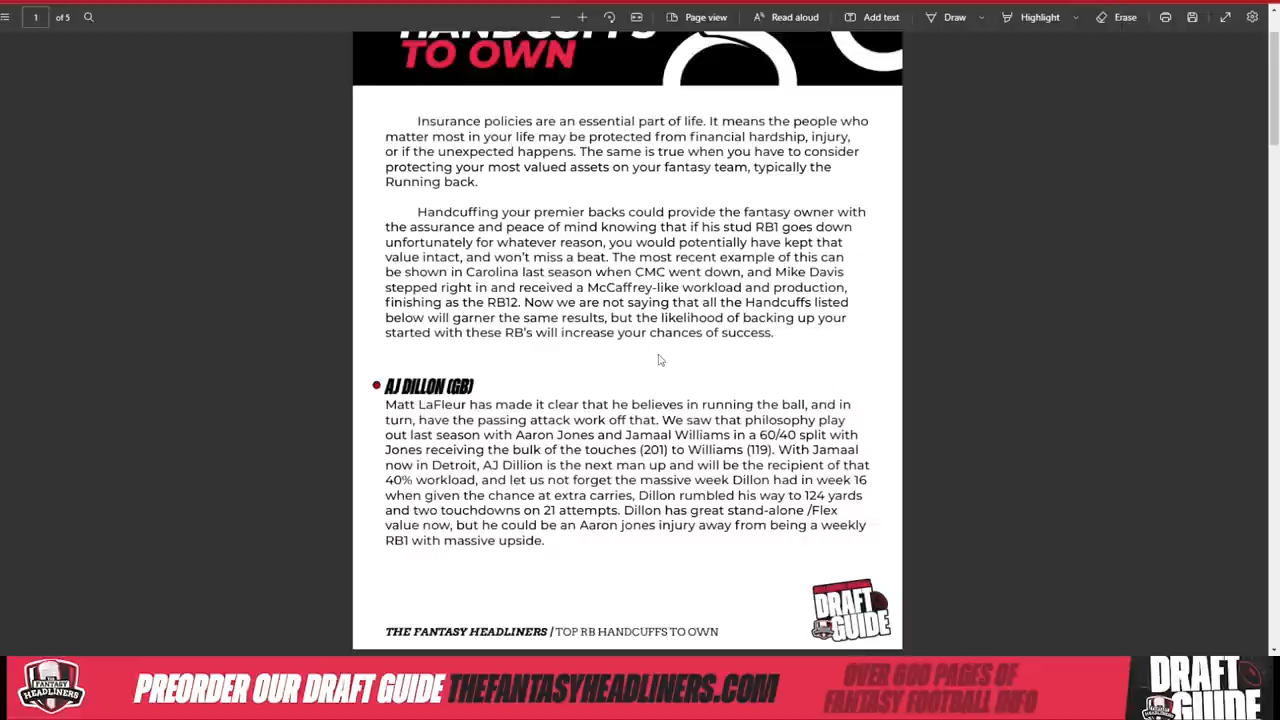 1 of 5
Page view
Read aloud
Add text
Draw
Highlight
Erase
HANDCUFFS
TO OWN
Insurance policies are an essential part of life. It means the people who
matter most in your life may be protected from financial hardship, injury,
or if the unexpected happens. The same is true when you have to consider
protecting your most valued assets on your fantasy team, typically the
Running back.
Handcuffing your premier backs could provide the fantasy owner with
the assurance and peace of mind knowing that if his stud RB1 goes down
unfortunately for whatever reason, you would potentially have kept that
value intact, and won't miss a beat. The most recent example of this can
be shown in Carolina last season when CMC went down, and Mike Davis
stepped right in and received a McCaffrey-like workload and production,
finishing as the RB12. Now we are not saying that all the Handcuffs listed
below will garner the same results, but the likelihood of backing up your
started with these RB's will increase your chances of success.
AJ DILLON (GB)
Matt LaFleur has made it clear that he believes in running the ball, and in
turn, have the passing attack work off that. We saw that philosophy play
out last season with Aaron Jones and Jamaal Williams in a 60/40 split with
Jones receiving the bulk of the touches (201) to Williams (119). With Jamaal
now in Detroit, AJ Dillion is the next man up and will be the recipient of that
40% workload, and let us not forget the massive week Dillon had in week 16
when given the chance at extra carries, Dillon rumbled his way to 124 yards
and two touchdowns on 21 attempts. Dillon has great stand-alone /Flex
value now, but he could be an Aaron jones injury away from being a weekly
RB1 with massive upside.
DRAFT
GUIDE
THE FANTASY HEADLINERS / TOP RB HANDCUFFS TO OWN
THE FANTASY
HEADLINERS
PREORDER OUR DRAFT GUIDE THEFANTASYHEADLINERS.COM
OVER 600 PAGES OF
FANTASY FOOTBALL INFO
DRAFT
GUIDE